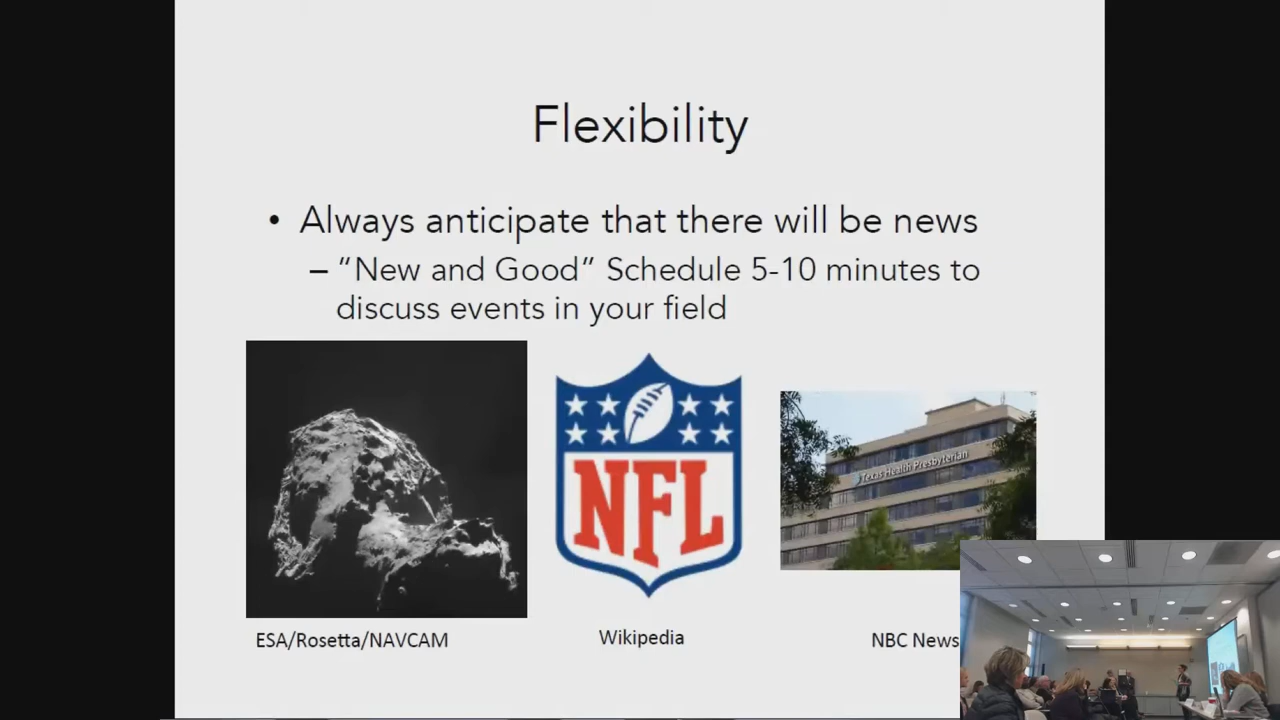 Flexibility
• Always anticipate that there will be news
– “New and Good” Schedule 5-10 minutes to
discuss events in your field
NFL
Texas Health Presbyterian
ESA/Rosetta/NAVCAM
Wikipedia
NBC News